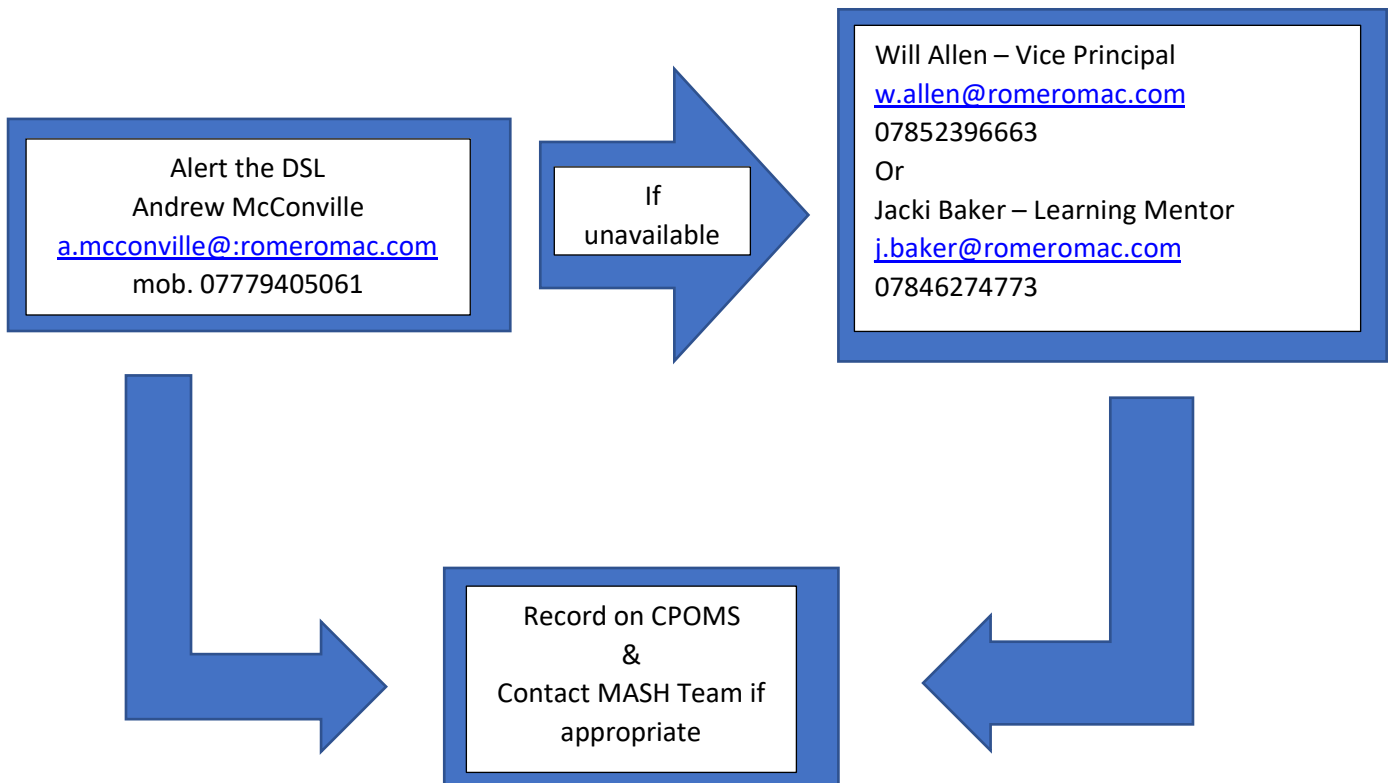 Alert the DSL
Andrew McConville
a.mcconville@:romeromac.com
mob. 07779405061
If
unavailable
Will Allen – Vice Principal
w.allen@romeromac.com
07852396663
Or
Jacki Baker – Learning Mentor
j.baker@romeromac.com
07846274773
Record on CPOMS
&
Contact MASH Team if
appropriate